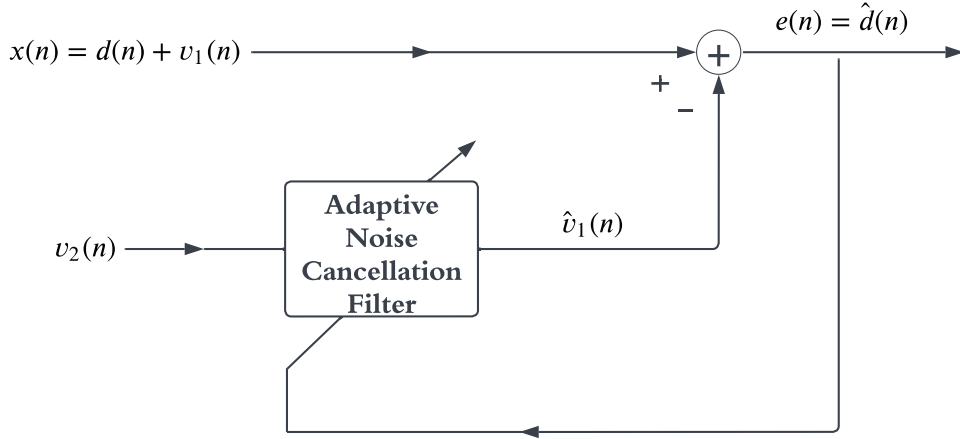 e(n) = d̂(n)
x(n) = d(n) + v₁(n)
+
+
−
Adaptive
Noise
Cancellation
Filter
v̂₁(n)
v₂(n)